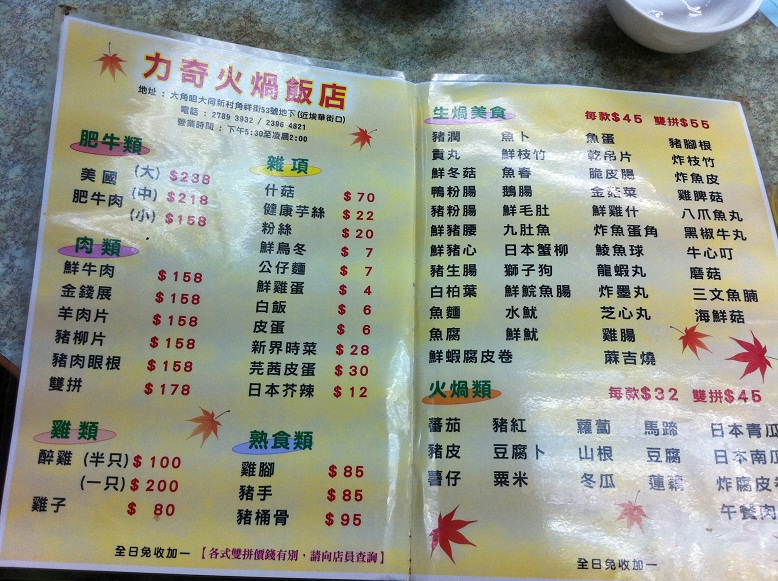 力奇火煱飯店
地址：大角咀大同新村角祥街53號地下(近埃華街口)
電話：2789 3932 / 2396 4821
營業時間：下午5:30至凌晨2:00
肥牛類
美國 (大) $238
肥牛肉 (中) $218
(小) $158
肉類
鮮牛肉 $158
金錢展 $158
羊肉片 $158
豬柳片 $158
豬肉眼根 $158
雙拼 $178
雞類
醉雞 (半只) $100
(一只) $200
雞子 $ 80
雜項
什菇 $ 70
健康芋絲 $ 22
粉絲 $ 20
鮮烏冬 $ 7
公仔麵 $ 7
鮮雞蛋 $ 4
白飯 $ 6
皮蛋 $ 6
新界時菜 $ 28
芫茜皮蛋 $ 30
日本芥辣 $ 12
熟食類
雞腳 $ 85
豬手 $ 85
豬桶骨 $ 95
全日免收加一 【各式雙拼價錢有別，請向店員查詢】
生煱美食 每款$45 雙拼$55
豬潤 魚卜 魚蛋 豬腳根
貢丸 鮮枝竹 乾吊片 炸枝竹
鮮冬菇 魚春 脆皮腸 炸魚皮
鴨粉腸 鵝腸 金菇菜 雞脾菇
豬粉腸 鮮毛肚 鮮雞什 八爪魚丸
鮮豬腰 九肚魚 炸魚蛋角 黑椒牛丸
鮮豬心 日本蟹柳 鯪魚球 牛心叮
豬生腸 獅子狗 龍蝦丸 磨菇
白柏葉 鮮鯇魚腸 炸墨丸 三文魚腩
魚麵 水魷 芝心丸 海鮮菇
魚腐 鮮魷 雞腸
鮮蝦腐皮卷 麻吉燒
火煱類 每款$32 雙拼$45
蕃茄 豬紅 蘿蔔 馬蹄 日本青瓜
豬皮 豆腐卜 山根 豆腐 日本南瓜
薯仔 粟米 冬瓜 蓮藕 炸腐皮卷
午餐肉
全日免收加一